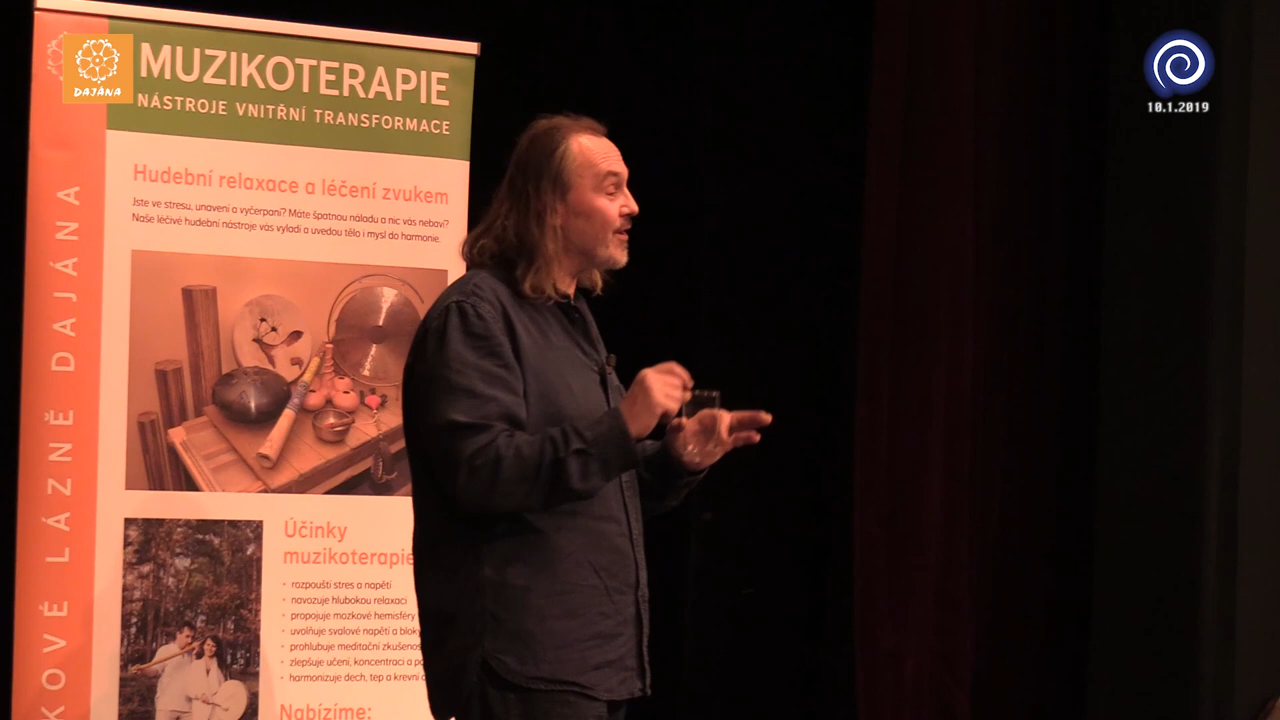 DAJÁNA
MUZIKOTERAPIE
NÁSTROJE VNITŘNÍ TRANSFORMACE
10.1.2019
Hudební relaxace a léčení zvukem
Jste ve stresu, unavení a vyčerpaní? Máte špatnou náladu a nic vás nebaví?
Naše léčivé hudební nástroje vás vyladí a uvedou tělo i mysl do harmonie.
KOVÉ LÁZNĚ DAJÁNA
Účinky
muzikoterapie
• rozpouští stres a napětí
• navozuje hlubokou relaxaci
• propojuje mozkové hemisféry
• uvolňuje svalové napětí a bloky
• prohlubuje meditační zkušenos
• zlepšuje učení, koncentraci a
• harmonizuje dech, tep a krevní
Nabízíme: